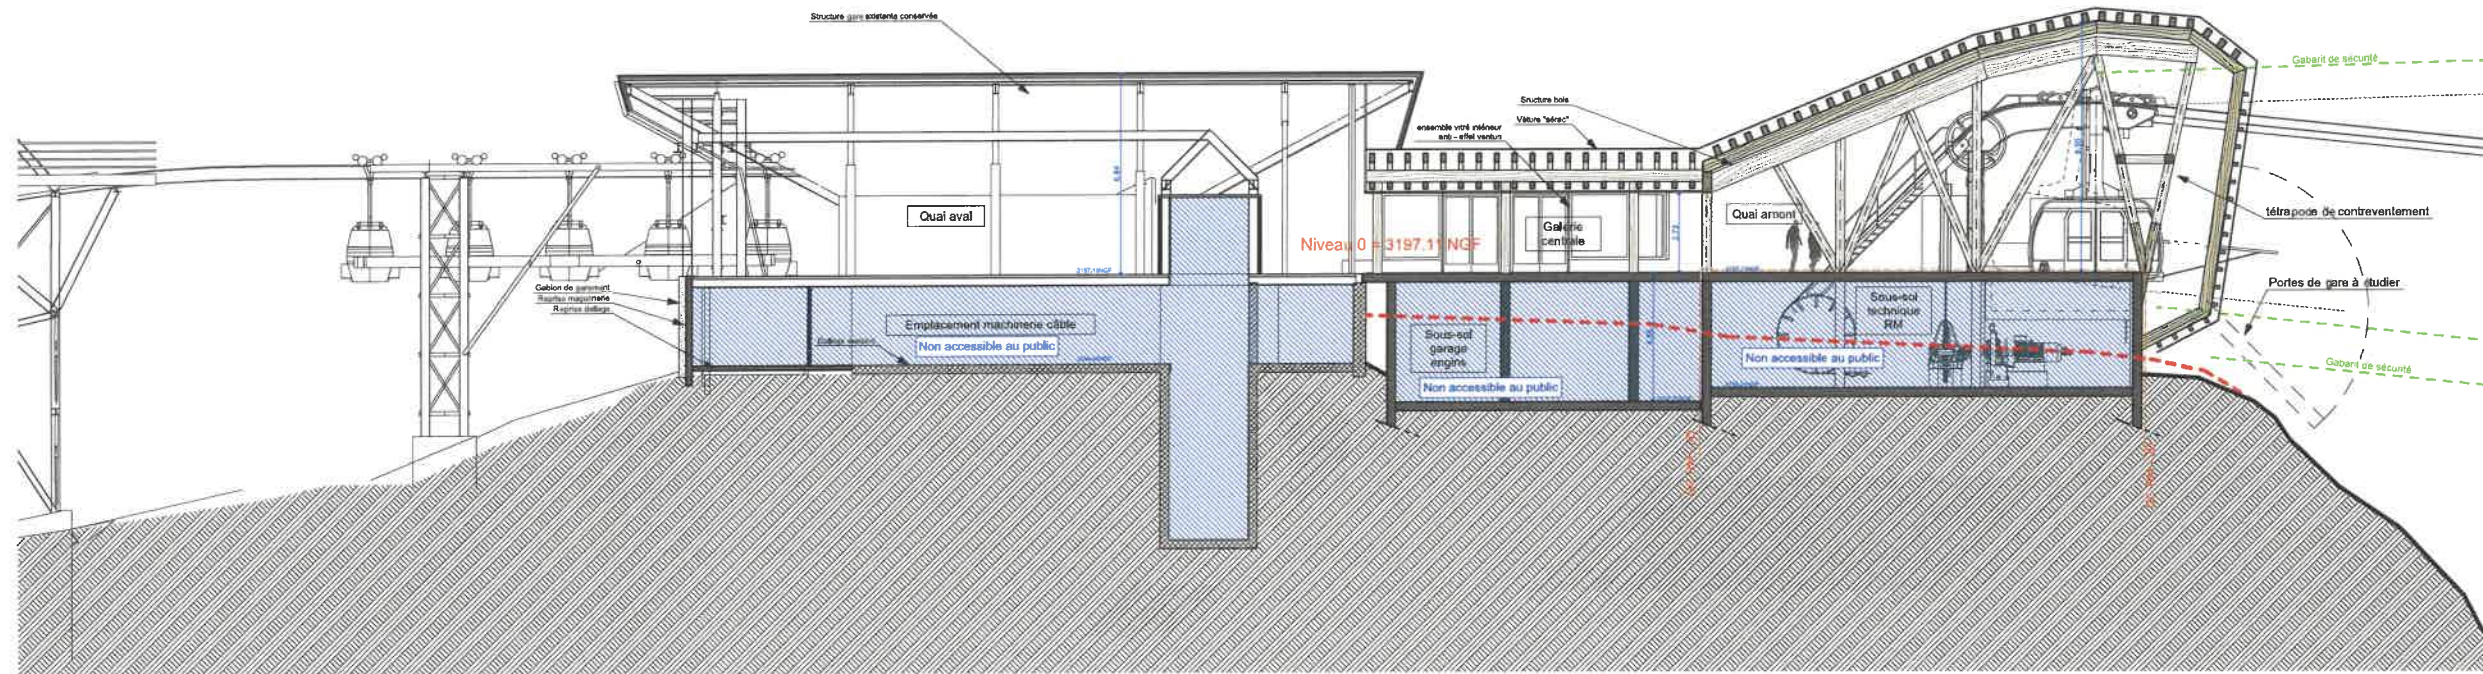 Structure gare existante conservée
Gabarit de sécurité
Structure bois
Vêture "sérac"
ensemble vitré intérieur
anti - effet venturi
Quai aval
Quai amont
Galerie
centrale
tétrapode de contreventement
Niveau 0 = 3197.11 NGF
Portes de gare à étudier
Gabion de parement
Reprise maçonnerie
Reprise dallage
Emplacement machinerie câble
Non accessible au public
Sous-sol
garage
engins
Non accessible au public
Sous-sol
technique
RM
Non accessible au public
Gabarit de sécurité